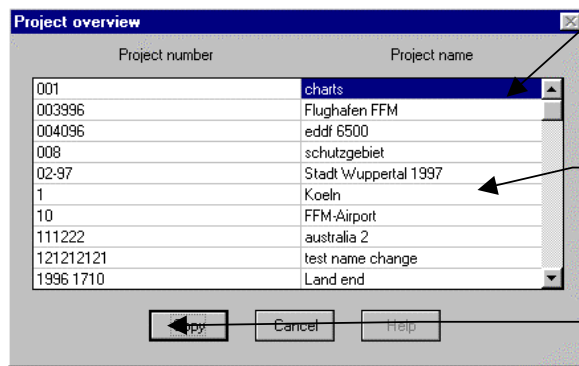 Project overview
Project number Project name
001 charts
003996 Flughafen FFM
004096 eddf 6500
008 schutzgebiet
02-97 Stadt Wuppertal 1997
1 Koeln
10 FFM-Airport
111222 australia 2
121212121 test name change
1996 1710 Land end
Copy Cancel Help